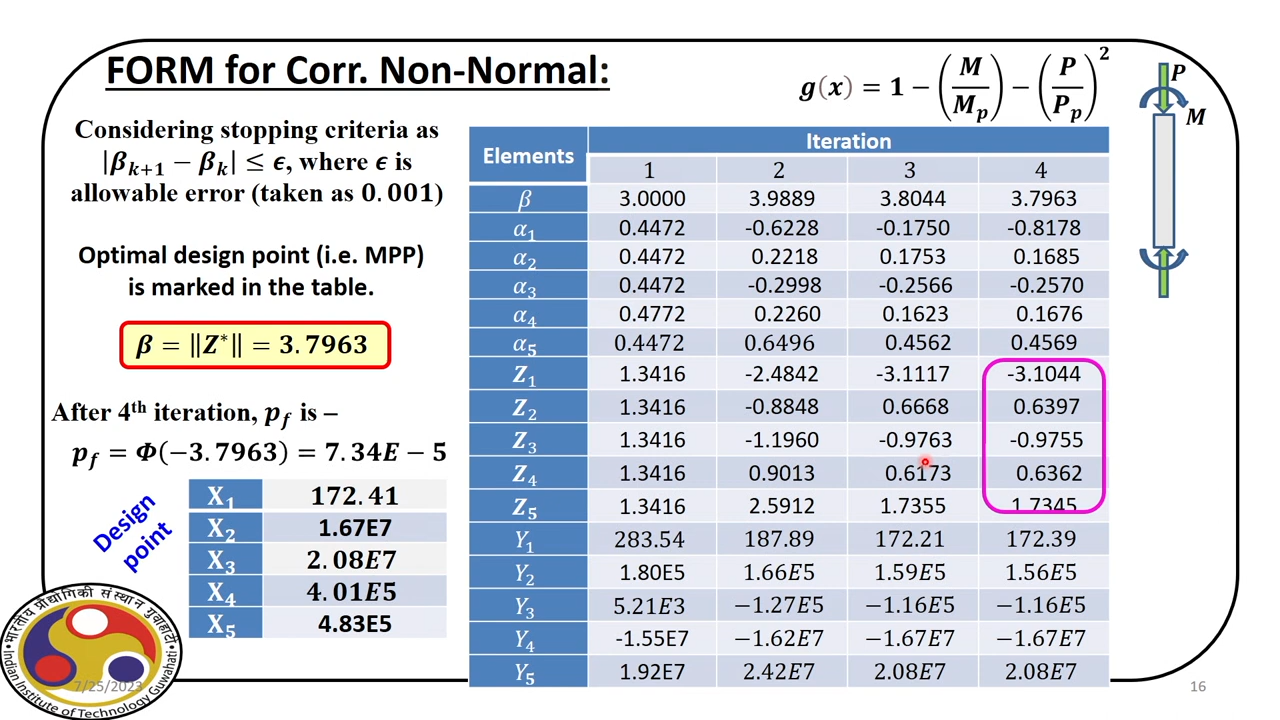 FORM for Corr. Non-Normal:
g(x) = 1 − (M/M_p) − (P/P_p)^2
P
M
Considering stopping criteria as
|β_{k+1} − β_k| ≤ ϵ, where ϵ is
allowable error (taken as 0.001)
Optimal design point (i.e. MPP)
is marked in the table.
β = ‖Z*‖ = 3.7963
After 4th iteration, p_f is –
p_f = Φ(−3.7963) = 7.34E − 5
Design
point
X1 172.41
X2 1.67E7
X3 2.08E7
X4 4.01E5
X5 4.83E5
Elements Iteration
1 2 3 4
β 3.0000 3.9889 3.8044 3.7963
α1 0.4472 -0.6228 -0.1750 -0.8178
α2 0.4472 0.2218 0.1753 0.1685
α3 0.4472 -0.2998 -0.2566 -0.2570
α4 0.4772 0.2260 0.1623 0.1676
α5 0.4472 0.6496 0.4562 0.4569
Z1 1.3416 -2.4842 -3.1117 -3.1044
Z2 1.3416 -0.8848 0.6668 0.6397
Z3 1.3416 -1.1960 -0.9763 -0.9755
Z4 1.3416 0.9013 0.6173 0.6362
Z5 1.3416 2.5912 1.7355 1.7345
Y1 283.54 187.89 172.21 172.39
Y2 1.80E5 1.66E5 1.59E5 1.56E5
Y3 5.21E3 −1.27E5 −1.16E5 −1.16E5
Y4 -1.55E7 −1.62E7 −1.67E7 −1.67E7
Y5 1.92E7 2.42E7 2.08E7 2.08E7
भारतीय प्रौद्योगिकी संस्थान गुवाहाटी
Indian Institute of Technology Guwahati
7/25/2023
16